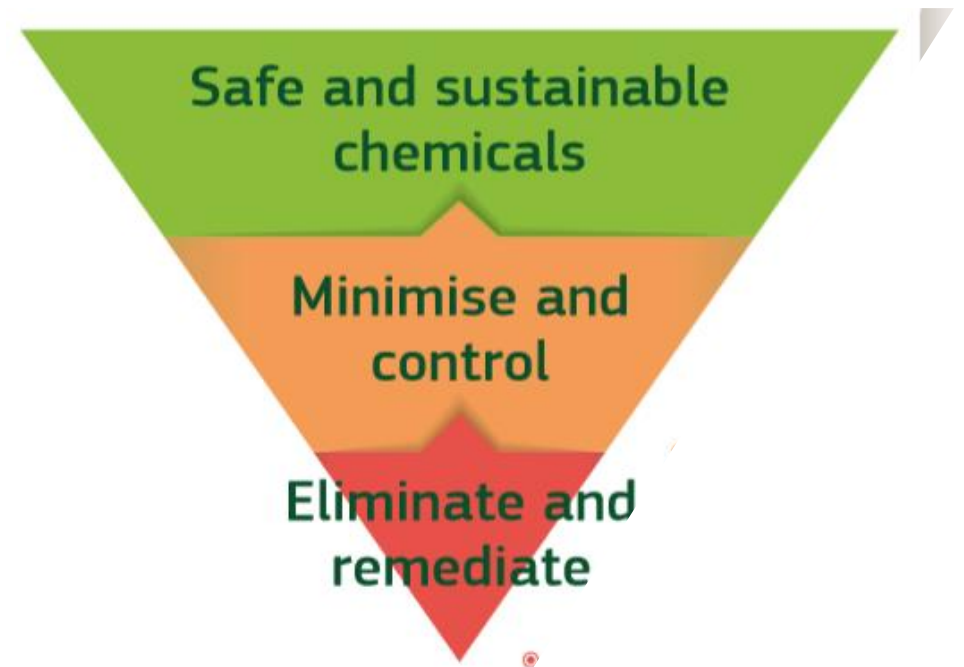 Safe and sustainable
chemicals
Minimise and
control
Eliminate and
remediate